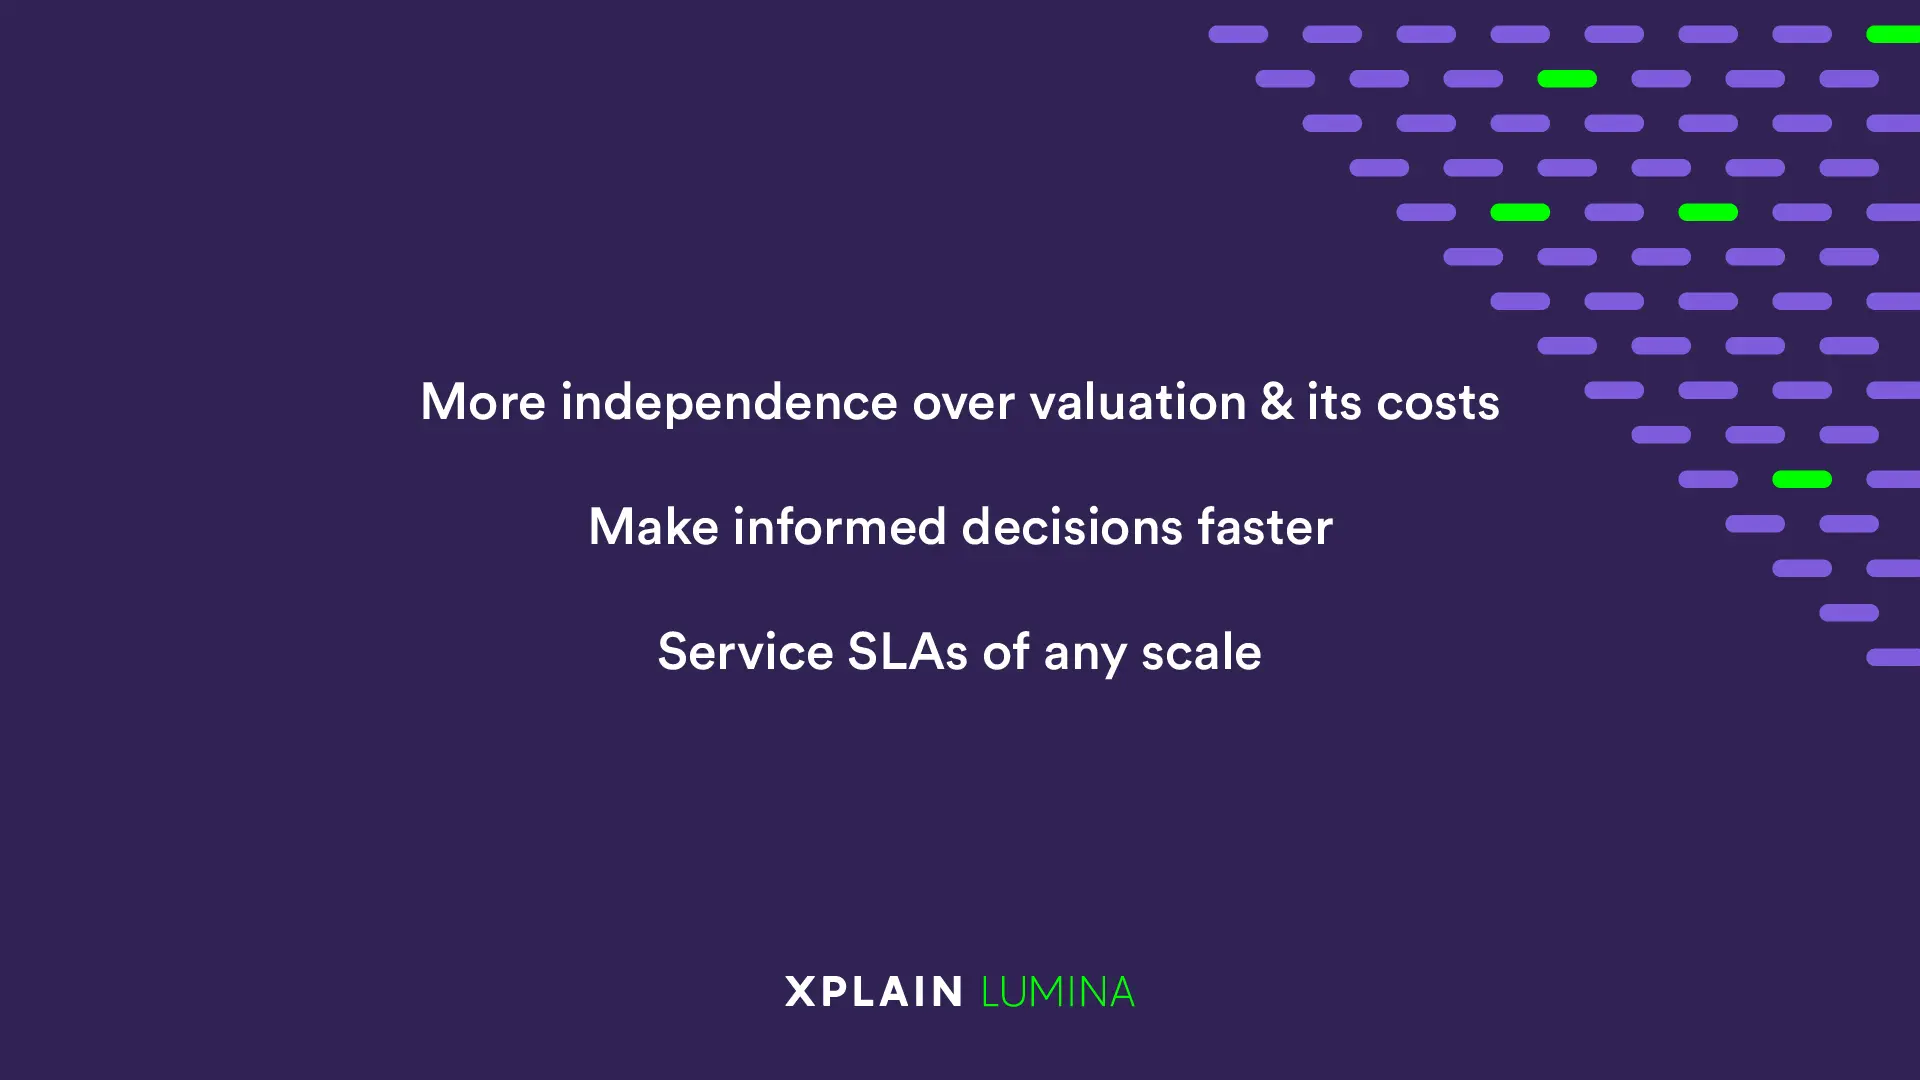 More independence over valuation & its costs
Make informed decisions faster
Service SLAs of any scale
XPLAIN LUMINA